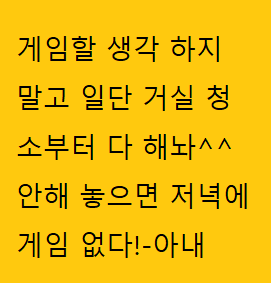 게임할 생각 하지
말고 일단 거실 청
소부터 다 해놔^^
안해 놓으면 저녁에
게임 없다!-아내